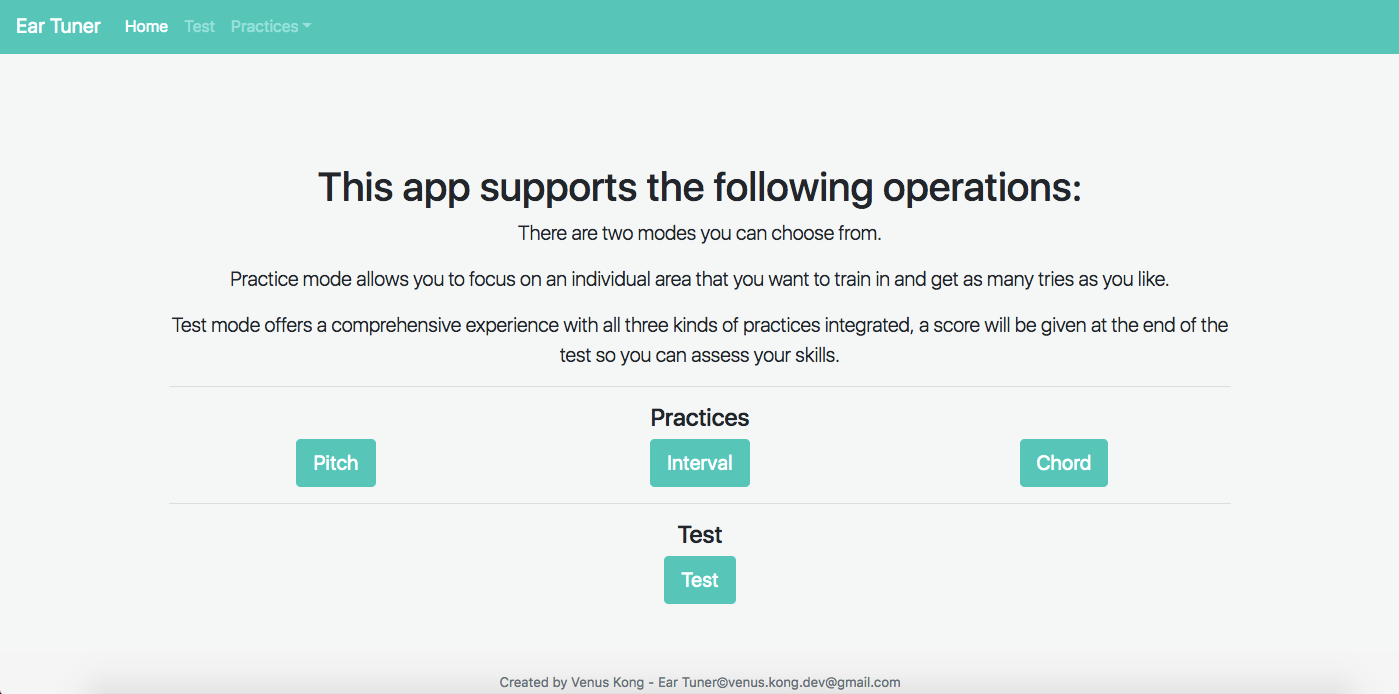 Ear Tuner Home Test Practices
This app supports the following operations:
There are two modes you can choose from.
Practice mode allows you to focus on an individual area that you want to train in and get as many tries as you like.
Test mode offers a comprehensive experience with all three kinds of practices integrated, a score will be given at the end of the
test so you can assess your skills.
Practices
Pitch Interval Chord
Test
Test
Created by Venus Kong - Ear Tuner©venus.kong.dev@gmail.com